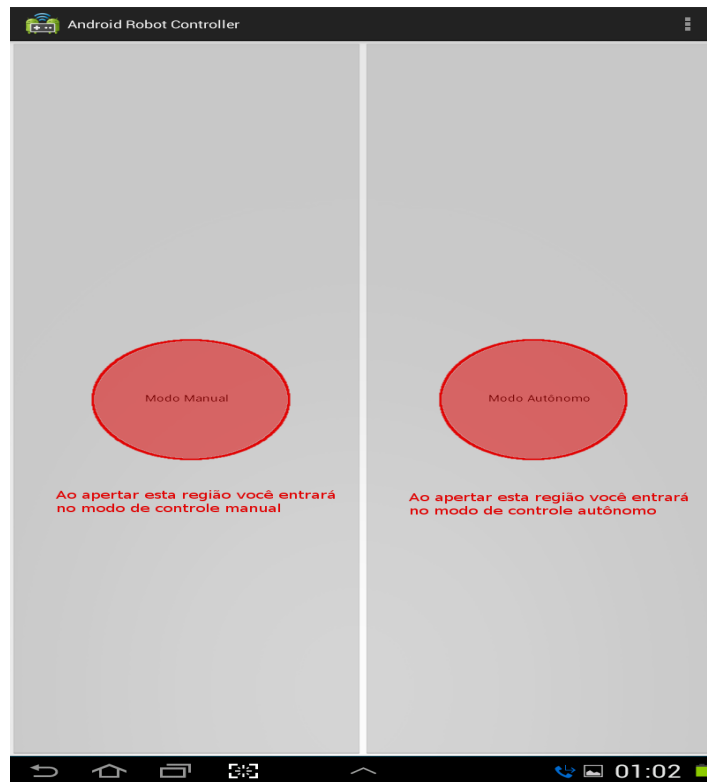 Android Robot Controller
Modo Manual
Modo Autônomo
Ao apertar esta região você entrará
no modo de controle manual
Ao apertar esta região você entrará
no modo de controle autônomo
01:02